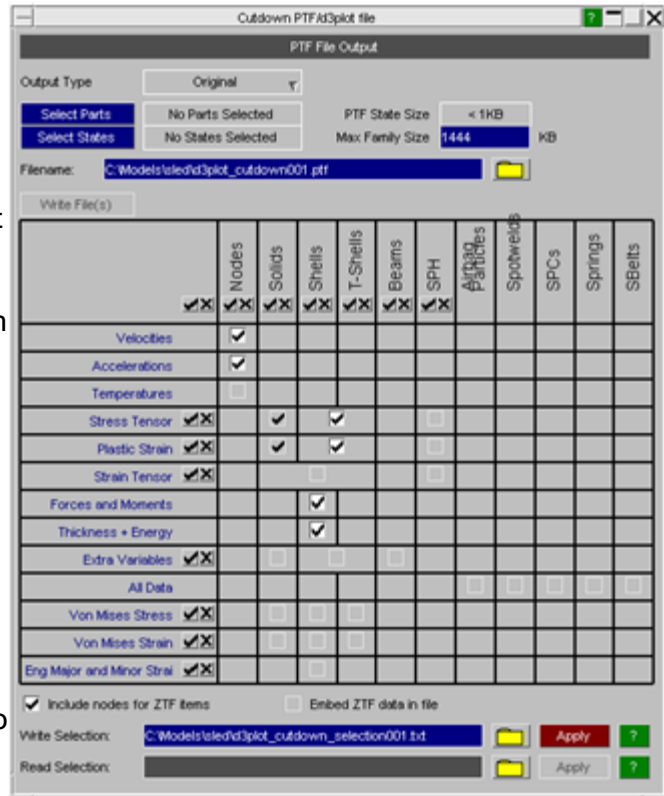 Cutdown PTF/d3plot file
?
PTF File Output
Output Type Original
Select Parts No Parts Selected PTF State Size < 1KB
Select States No States Selected Max Family Size 1444 KB
Filename: C:\Models\sled\d3plot_cutdown001.ptf
Write File(s)
Nodes
Solids
Shells
T-Shells
Beams
SPH
Airbag
Particles
Spotwelds
SPCs
Springs
SBelts
Velocities
Accelerations
Temperatures
Stress Tensor
Plastic Strain
Strain Tensor
Forces and Moments
Thickness + Energy
Extra Variables
All Data
Von Mises Stress
Von Mises Strain
Eng Major and Minor Strai
Include nodes for ZTF items Embed ZTF data in file
Write Selection: C:\Models\sled\d3plot_cutdown_selection001.txt Apply ?
Read Selection: Apply ?